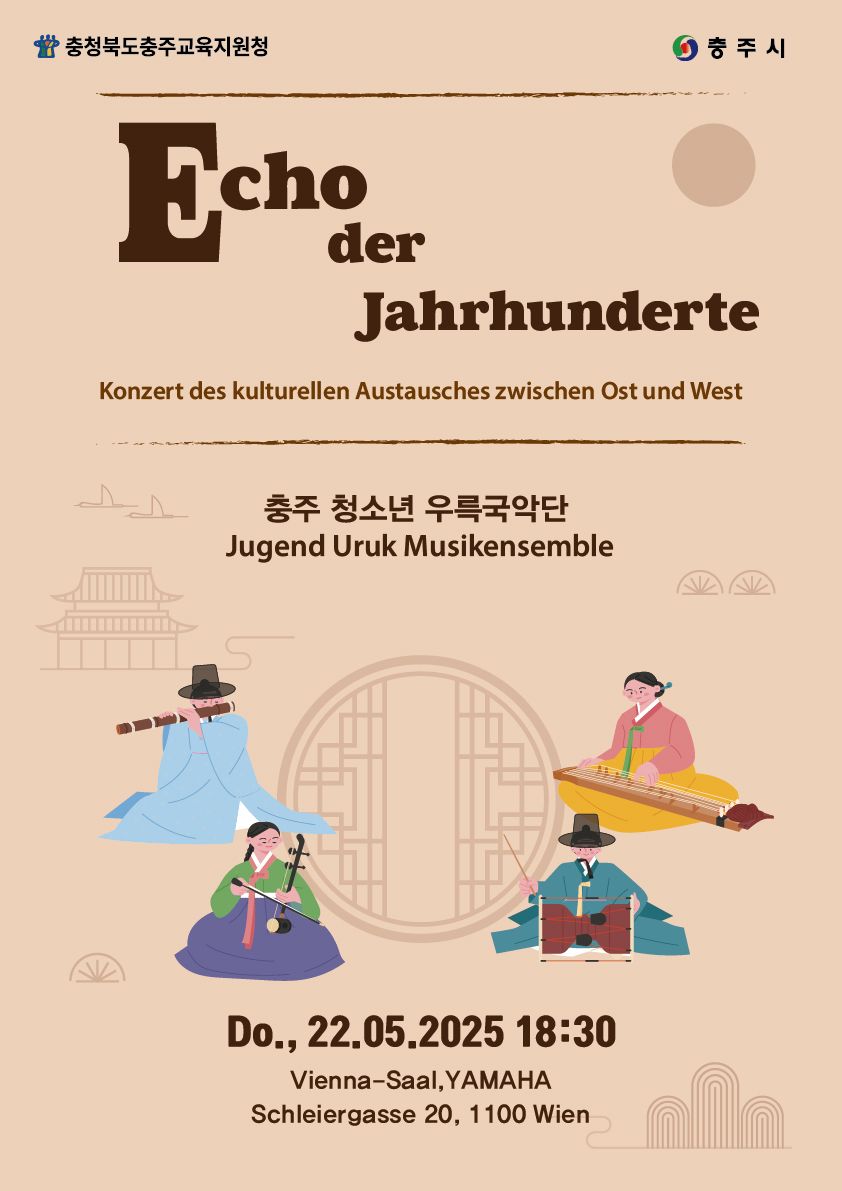 충청북도충주교육지원청
충주시
Echo
der
Jahrhunderte
Konzert des kulturellen Austausches zwischen Ost und West
충주 청소년 우륵국악단
Jugend Uruk Musikensemble
Do., 22.05.2025 18:30
Vienna-Saal,YAMAHA
Schleiergasse 20, 1100 Wien